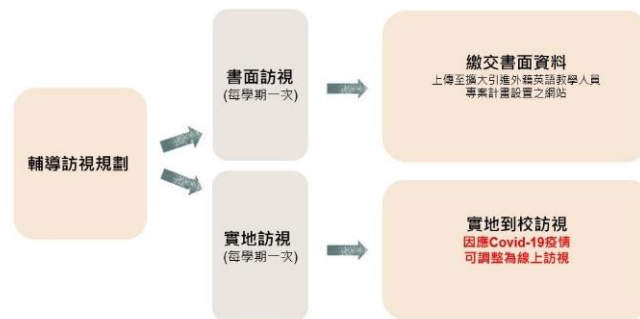 輔導訪視規劃
書面訪視
(每學期一次)
繳交書面資料
上傳至擴大引進外籍英語教學人員
專案計畫設置之網站
實地訪視
(每學期一次)
實地到校訪視
因應Covid-19疫情
可調整為線上訪視